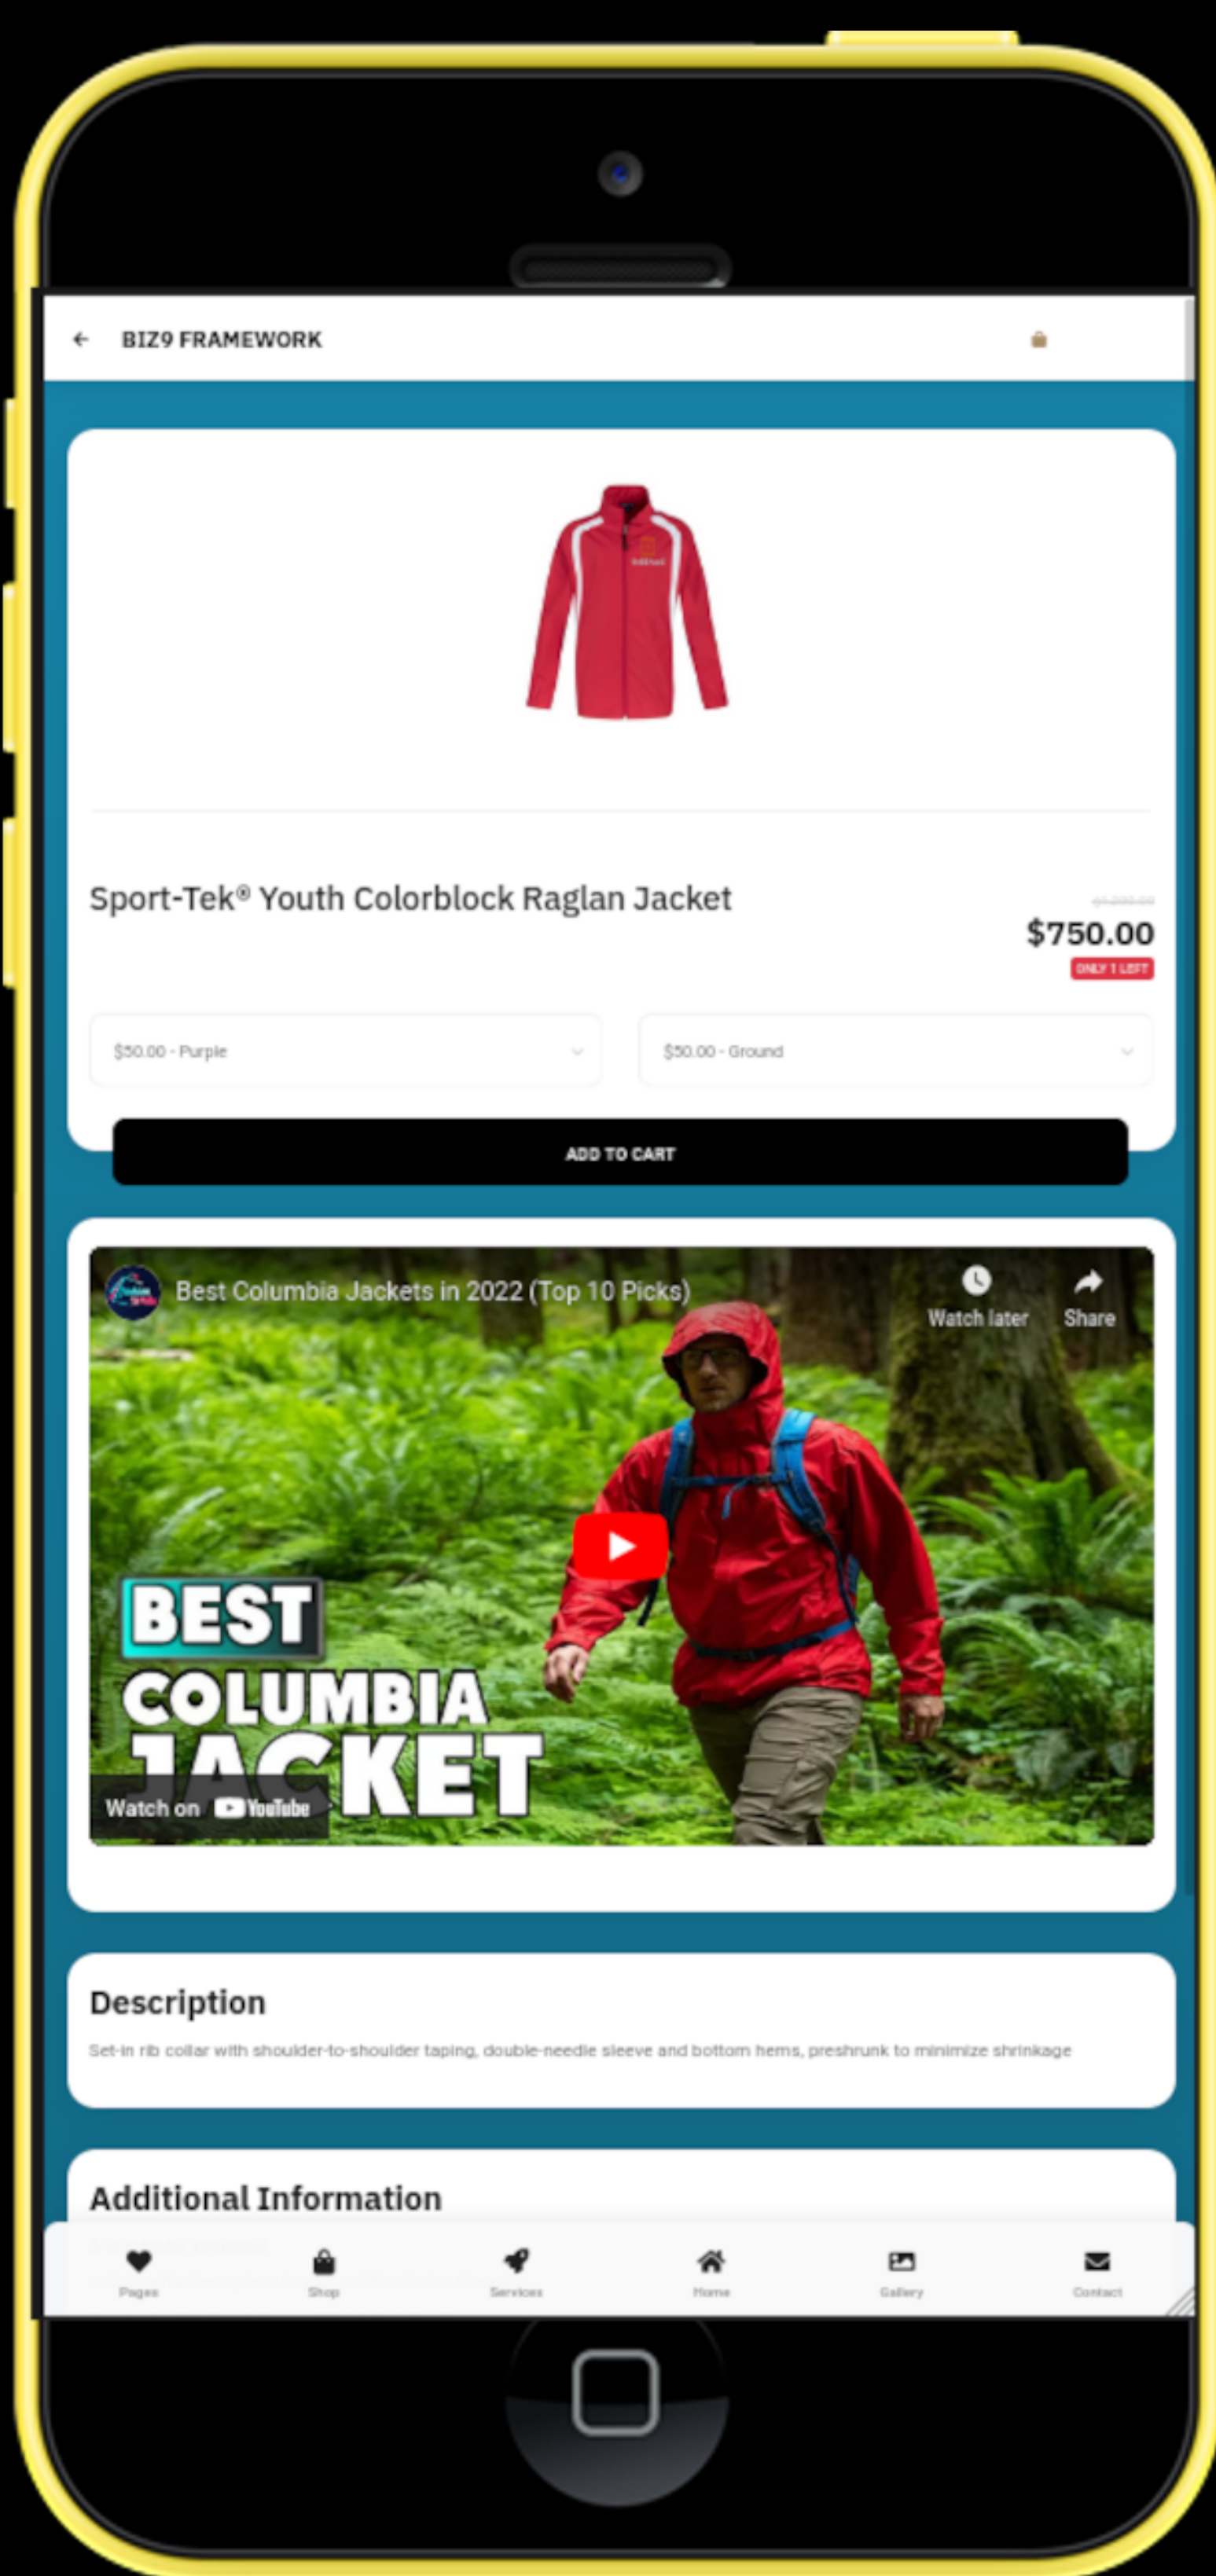 BIZ9 FRAMEWORK
Sport-Tek® Youth Colorblock Raglan Jacket
$1,200.00
$750.00
ONLY 1 LEFT
$50.00 - Purple
$50.00 - Ground
ADD TO CART
Best Columbia Jackets in 2022 (Top 10 Picks)
Watch later
Share
BEST
COLUMBIA
JACKET
Watch on YouTube
Description
Set-in rib collar with shoulder-to-shoulder taping, double-needle sleeve and bottom hems, preshrunk to minimize shrinkage
Additional Information
Pages
Shop
Services
Home
Gallery
Contact